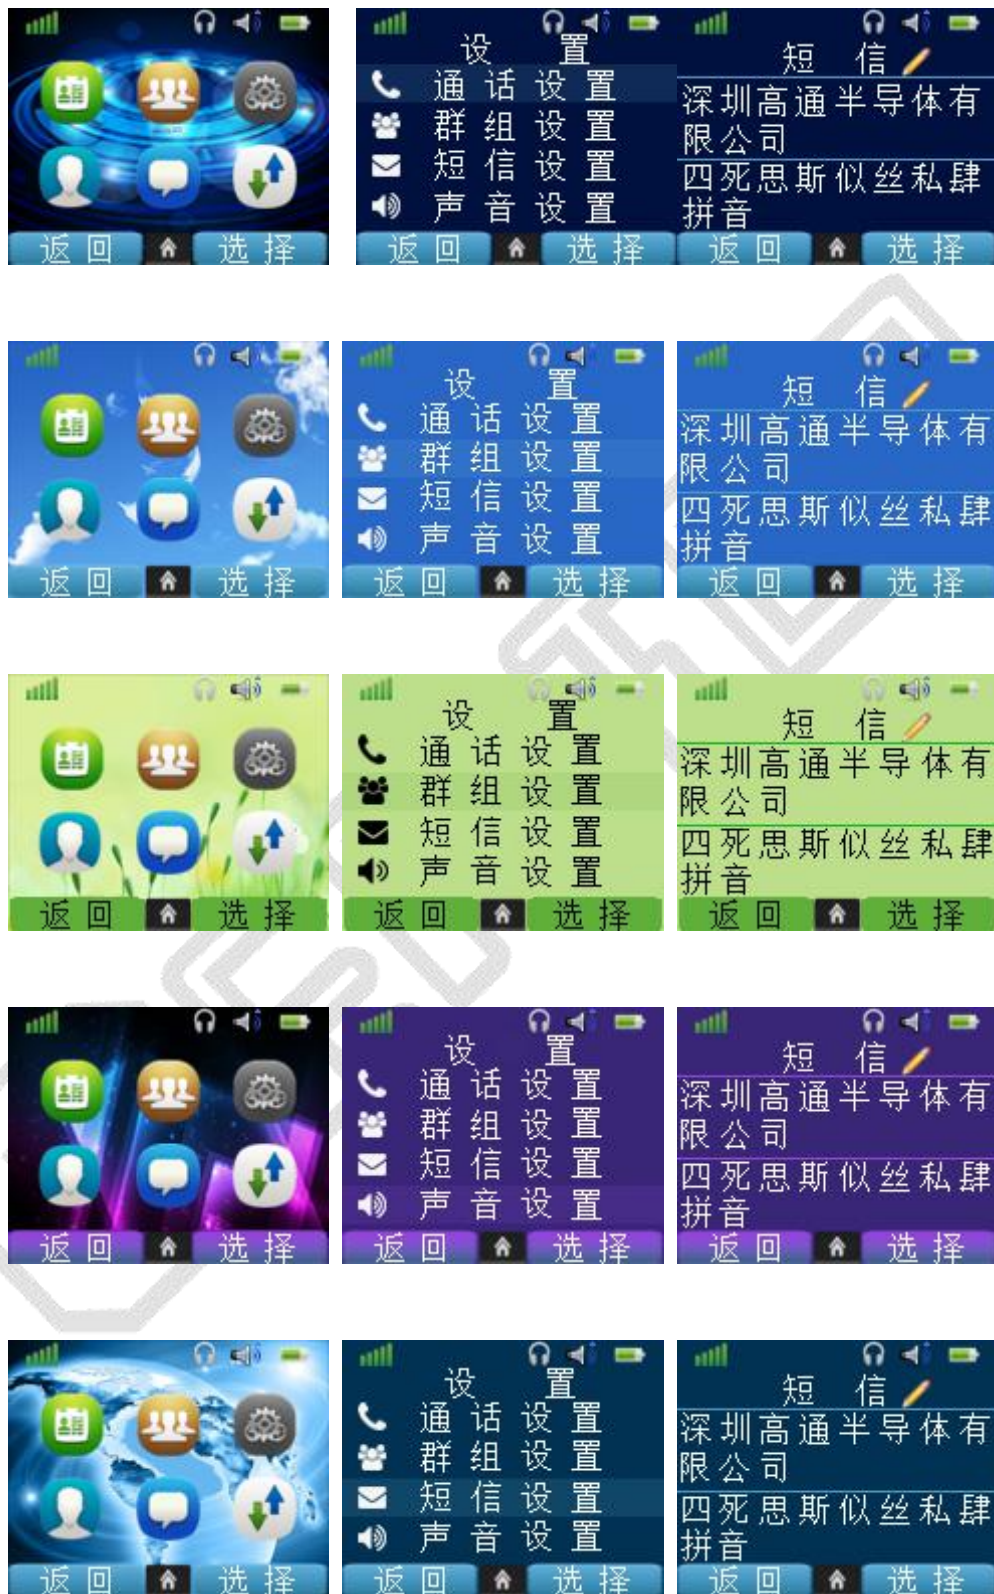 返回 选择
设 置
通话设置
群组设置
短信设置
声音设置
返回 选择
短 信
深圳高通半导体有
限公司
四死思斯似丝私肆
拼音
返回 选择
返回 选择
设 置
通话设置
群组设置
短信设置
声音设置
返回 选择
短 信
深圳高通半导体有
限公司
四死思斯似丝私肆
拼音
返回 选择
返回 选择
设 置
通话设置
群组设置
短信设置
声音设置
返回 选择
短 信
深圳高通半导体有
限公司
四死思斯似丝私肆
拼音
返回 选择
返回 选择
设 置
通话设置
群组设置
短信设置
声音设置
返回 选择
短 信
深圳高通半导体有
限公司
四死思斯似丝私肆
拼音
返回 选择
返回 选择
设 置
通话设置
群组设置
短信设置
声音设置
返回 选择
短 信
深圳高通半导体有
限公司
四死思斯似丝私肆
拼音
返回 选择